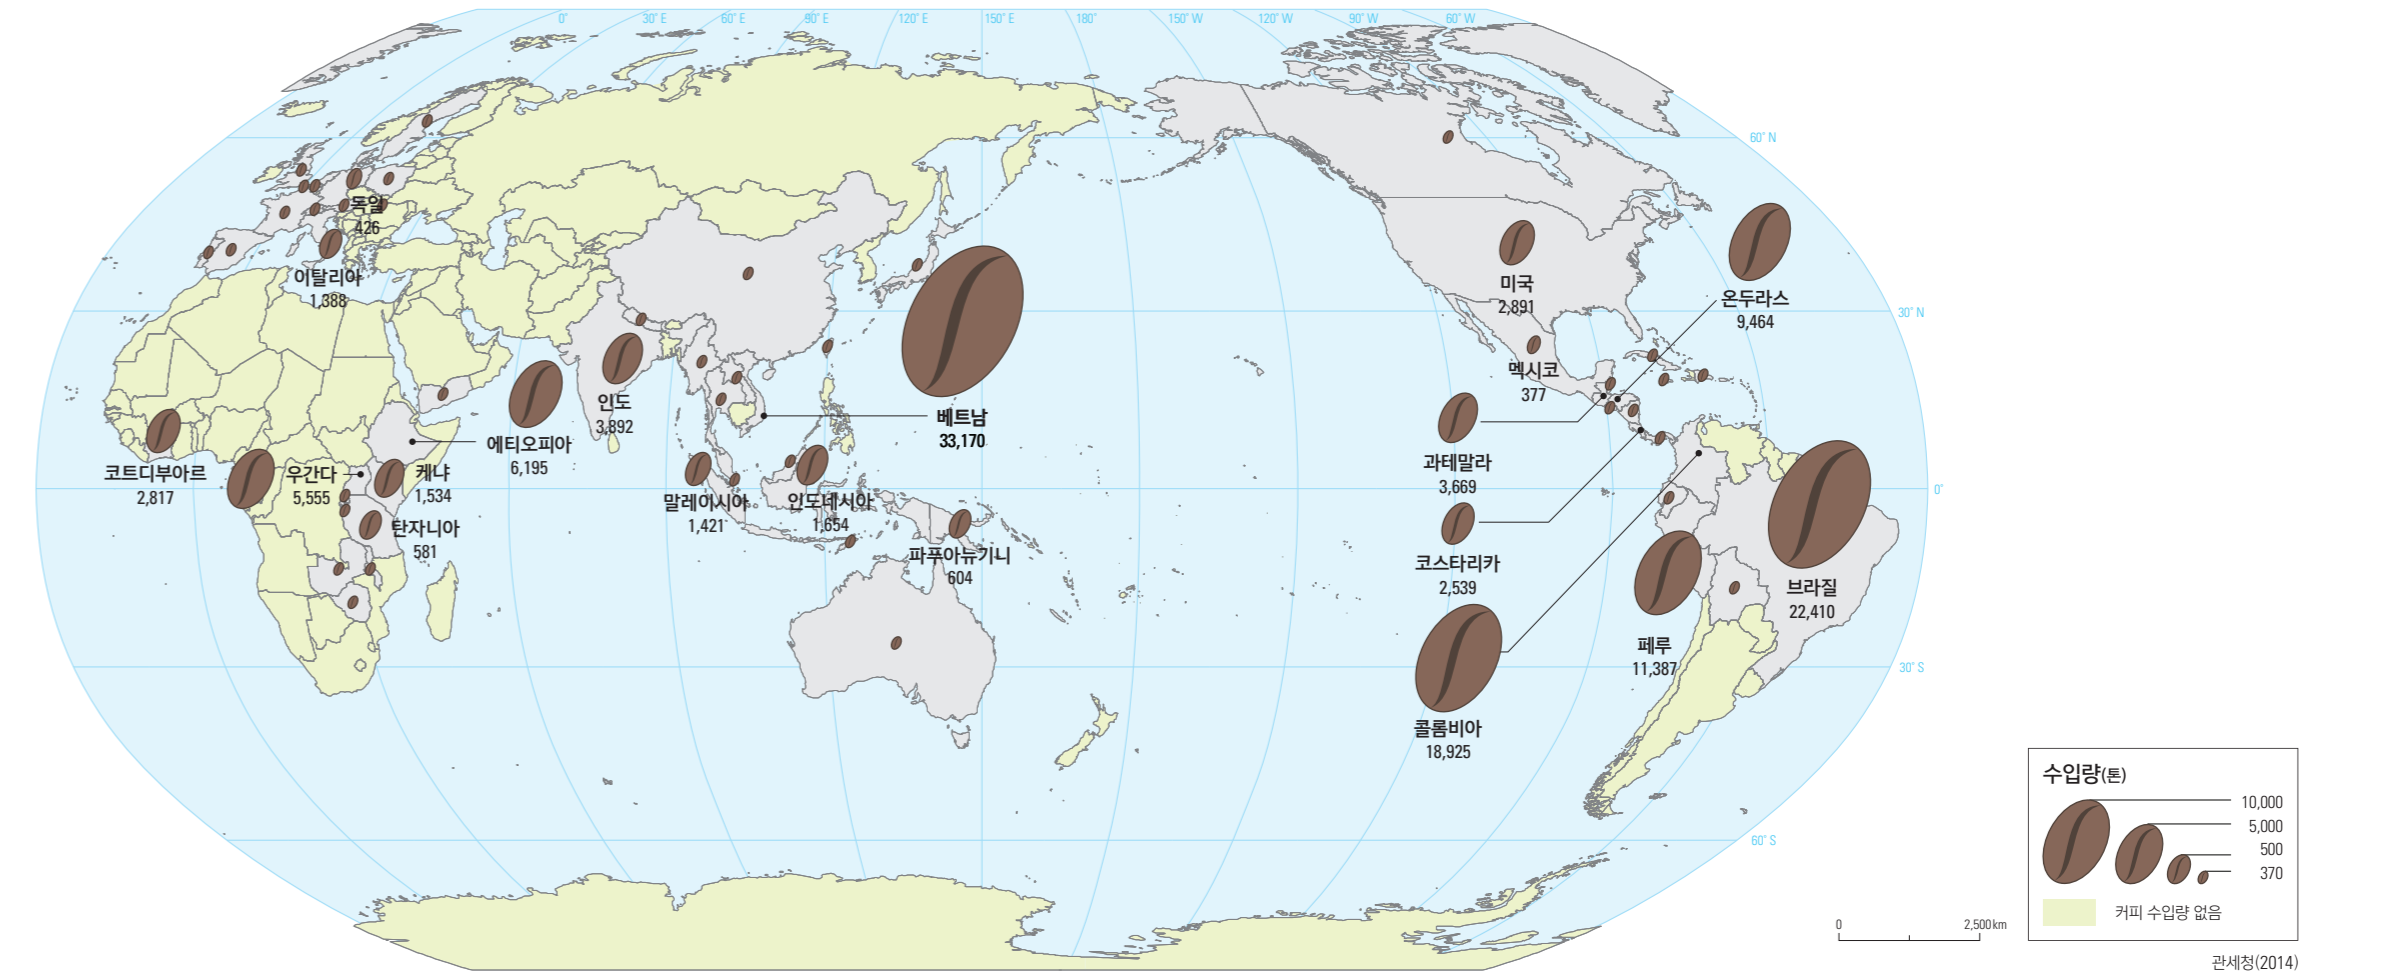 0°
30° E
60° E
90° E
120° E
150° E
180°
150° W
120° W
90° W
60° W
60° N
30° N
0°
30° S
60° S
독일
426
이탈리아
1,388
에티오피아
6,195
인도
3,892
베트남
33,170
코트디부아르
2,817
우간다
5,555
케냐
1,534
탄자니아
581
말레이시아
1,421
인도네시아
1,654
파푸아뉴기니
604
미국
2,891
온두라스
9,464
멕시코
377
과테말라
3,669
코스타리카
2,539
콜롬비아
18,925
페루
11,387
브라질
22,410
수입량(톤)
10,000
5,000
500
370
커피 수입량 없음
0 2,500km
관세청(2014)